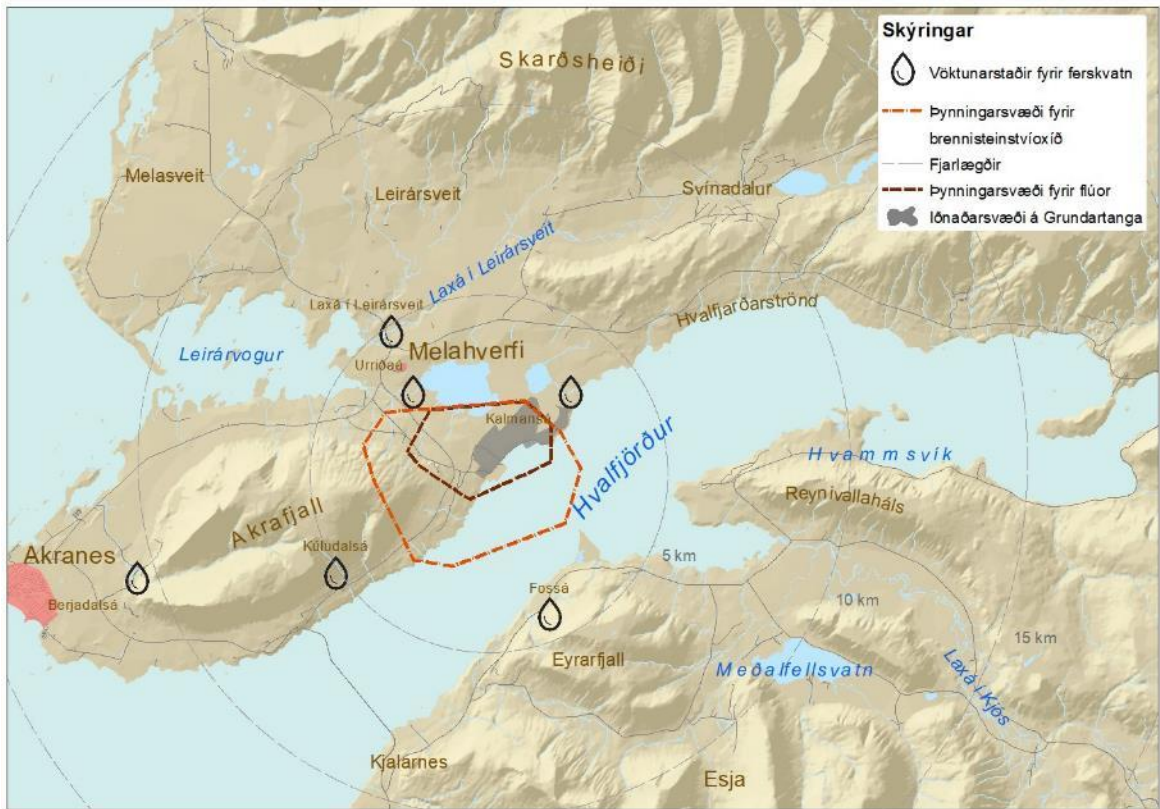 Skarðsheiði
Skýringar
Vöktunarstaðir fyrir ferskvatn
Þynningarsvæði fyrir
brennisteinstvíoxíð
Fjarlægðir
Þynningarsvæði fyrir flúor
Iðnaðarsvæði á Grundartanga
Melasveit
Leirársveit
Svínadalur
Laxá í Leirársveit
Laxá í Leirársveit
Hvalfjarðarströnd
Leirárvogur
Melahverfi
Urriðaá
Kalmansá
Hvalfjörður
Hvammsvík
Reynivallaháls
Akrafjall
Akranes
Kúludalsá
Berjadalsá
5 km
Fossá
10 km
15 km
Eyrarfjall
Meðalfellsvatn
Laxá í Kjós
Kjalarnes
Esja